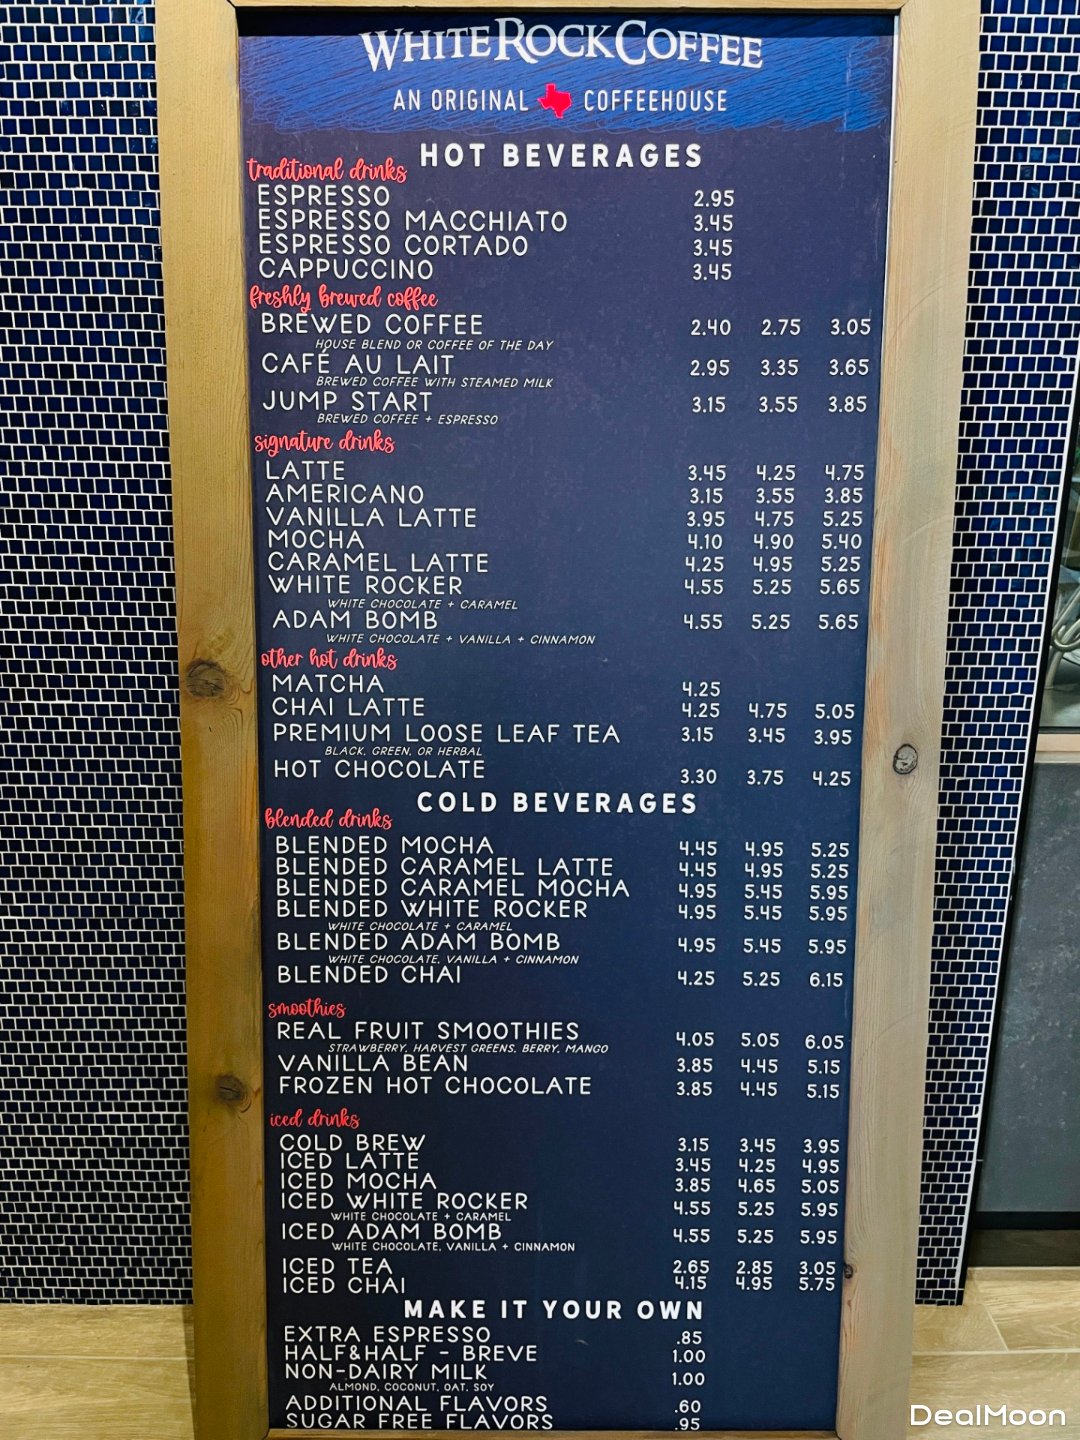 WHITE ROCK COFFEE
AN ORIGINAL COFFEEHOUSE
HOT BEVERAGES
traditional drinks
ESPRESSO 2.95
ESPRESSO MACCHIATO 3.45
ESPRESSO CORTADO 3.45
CAPPUCCINO 3.45
freshly brewed coffee
BREWED COFFEE 2.40 2.75 3.05
HOUSE BLEND OR COFFEE OF THE DAY
CAFÉ AU LAIT 2.95 3.35 3.65
BREWED COFFEE WITH STEAMED MILK
JUMP START 3.15 3.55 3.85
BREWED COFFEE + ESPRESSO
signature drinks
LATTE 3.45 4.25 4.75
AMERICANO 3.15 3.55 3.85
VANILLA LATTE 3.95 4.75 5.25
MOCHA 4.10 4.90 5.40
CARAMEL LATTE 4.25 4.95 5.25
WHITE ROCKER 4.55 5.25 5.65
WHITE CHOCOLATE + CARAMEL
ADAM BOMB 4.55 5.25 5.65
WHITE CHOCOLATE + VANILLA + CINNAMON
other hot drinks
MATCHA 4.25
CHAI LATTE 4.25 4.75 5.05
PREMIUM LOOSE LEAF TEA 3.15 3.45 3.95
BLACK, GREEN, OR HERBAL
HOT CHOCOLATE 3.30 3.75 4.25
COLD BEVERAGES
blended drinks
BLENDED MOCHA 4.45 4.95 5.25
BLENDED CARAMEL LATTE 4.45 4.95 5.25
BLENDED CARAMEL MOCHA 4.95 5.45 5.95
BLENDED WHITE ROCKER 4.95 5.45 5.95
WHITE CHOCOLATE + CARAMEL
BLENDED ADAM BOMB 4.95 5.45 5.95
WHITE CHOCOLATE, VANILLA + CINNAMON
BLENDED CHAI 4.25 5.25 6.15
smoothies
REAL FRUIT SMOOTHIES 4.05 5.05 6.05
STRAWBERRY, HARVEST GREENS, BERRY, MANGO
VANILLA BEAN 3.85 4.45 5.15
FROZEN HOT CHOCOLATE 3.85 4.45 5.15
iced drinks
COLD BREW 3.15 3.45 3.95
ICED LATTE 3.45 4.25 4.95
ICED MOCHA 3.85 4.65 5.05
ICED WHITE ROCKER 4.55 5.25 5.95
WHITE CHOCOLATE + CARAMEL
ICED ADAM BOMB 4.55 5.25 5.95
WHITE CHOCOLATE, VANILLA + CINNAMON
ICED TEA 2.65 2.85 3.05
ICED CHAI 4.15 4.95 5.75
MAKE IT YOUR OWN
EXTRA ESPRESSO .85
HALF&HALF - BREVE 1.00
NON-DAIRY MILK 1.00
ALMOND, COCONUT, OAT, SOY
ADDITIONAL FLAVORS .60
SUGAR FREE FLAVORS .95
DealMoon